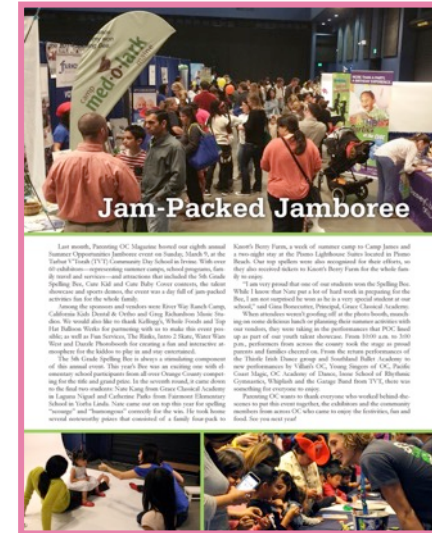 camp
med-o-lark
Jam-Packed Jamboree
Last month, Parenting OC Magazine hosted our eighth annual
Summer Opportunities Jamboree event on Sunday, March 9, at the
Tarbut V'Torah (TVT) Community Day School in Irvine. With over
60 exhibitors—representing summer camps, school programs, fam-
ily travel and services—and attractions that included the 5th Grade
Spelling Bee, Cute Kid and Cute Baby Cover contests, the talent
showcase and sports demos, the event was a day full of jam-packed
activities fun for the whole family.
Among the sponsors and vendors were River Way Ranch Camp,
California Kids Dental & Ortho and Greg Richardson Music Stu-
dios. We would also like to thank Kellogg's, Whole Foods and Top
Hat Balloon Werks for partnering with us to make this event pos-
sible; as well as Fun Services, The Rinks, Intro 2 Skate, Water Wars
West and Dazzle Photobooth for creating a fun and interactive at-
mosphere for the kiddos to play in and stay entertained.
The 5th Grade Spelling Bee is always a stimulating component
of this annual event. This year's Bee was an exciting one with el-
ementary school participants from all over Orange County compet-
ing for the title and grand prize. In the seventh round, it came down
to the final two students: Nate Kang from Grace Classical Academy
in Laguna Niguel and Catherine Parks from Fairmont Elementary
School in Yorba Linda. Nate came out on top this year for spelling
"scourge" and "humongous" correctly for the win. He took home
several noteworthy prizes that consisted of a family four-pack to
Knott's Berry Farm, a week of summer camp to Camp James and
a two-night stay at the Pismo Lighthouse Suites located in Pismo
Beach. Our top spellers were also recognized for their efforts, so
they also received tickets to Knott's Berry Farm for the whole fam-
ily to enjoy.
"I am very proud that one of our students won the Spelling Bee.
While I know that Nate put a lot of hard work in preparing for the
Bee, I am not surprised he won as he is a very special student at our
school," said Gina Bonecutter, Principal, Grace Classical Academy.
When attendees weren't goofing off at the photo booth, munch-
ing on some delicious lunch or planning their summer activities with
our vendors, they were taking in the performances that POC lined
up as part of our youth talent showcase. From 10:00 a.m. to 3:00
p.m., performers from across the county took the stage as proud
parents and families cheered on. From the return performances of
the Thistle Irish Dance group and Southland Ballet Academy to
new performances by Villari's OC, Young Singers of OC, Pacific
Coast Magic, OC Academy of Dance, Irene School of Rhythmic
Gymnastics, Whiplash and the Garage Band from TVT, there was
something for everyone to enjoy.
Parenting OC wants to thank everyone who worked behind-the-
scenes to put this event together, the exhibitors and the community
members from across OC who came to enjoy the festivities, fun and
food. See you next year!